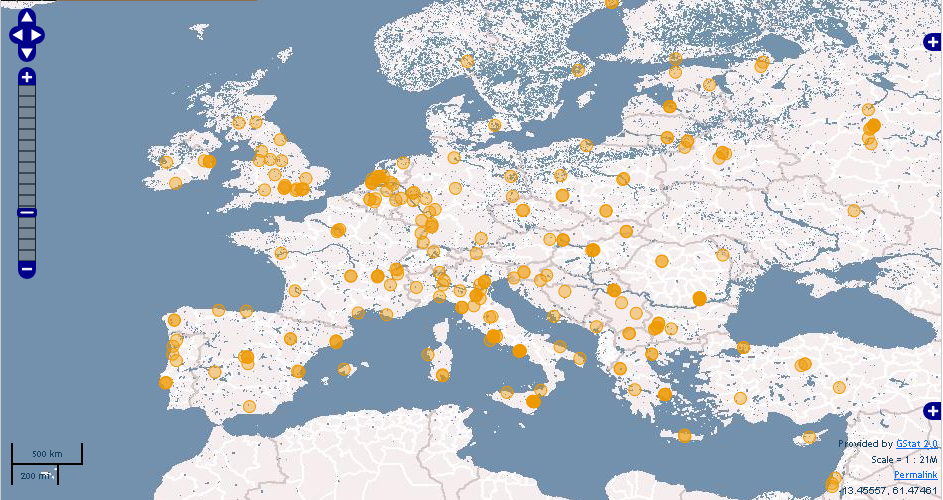 500 km
200 mi
Provided by GStat 2.0
Scale = 1 : 21M
Permalink
-13.45557, 61.47461